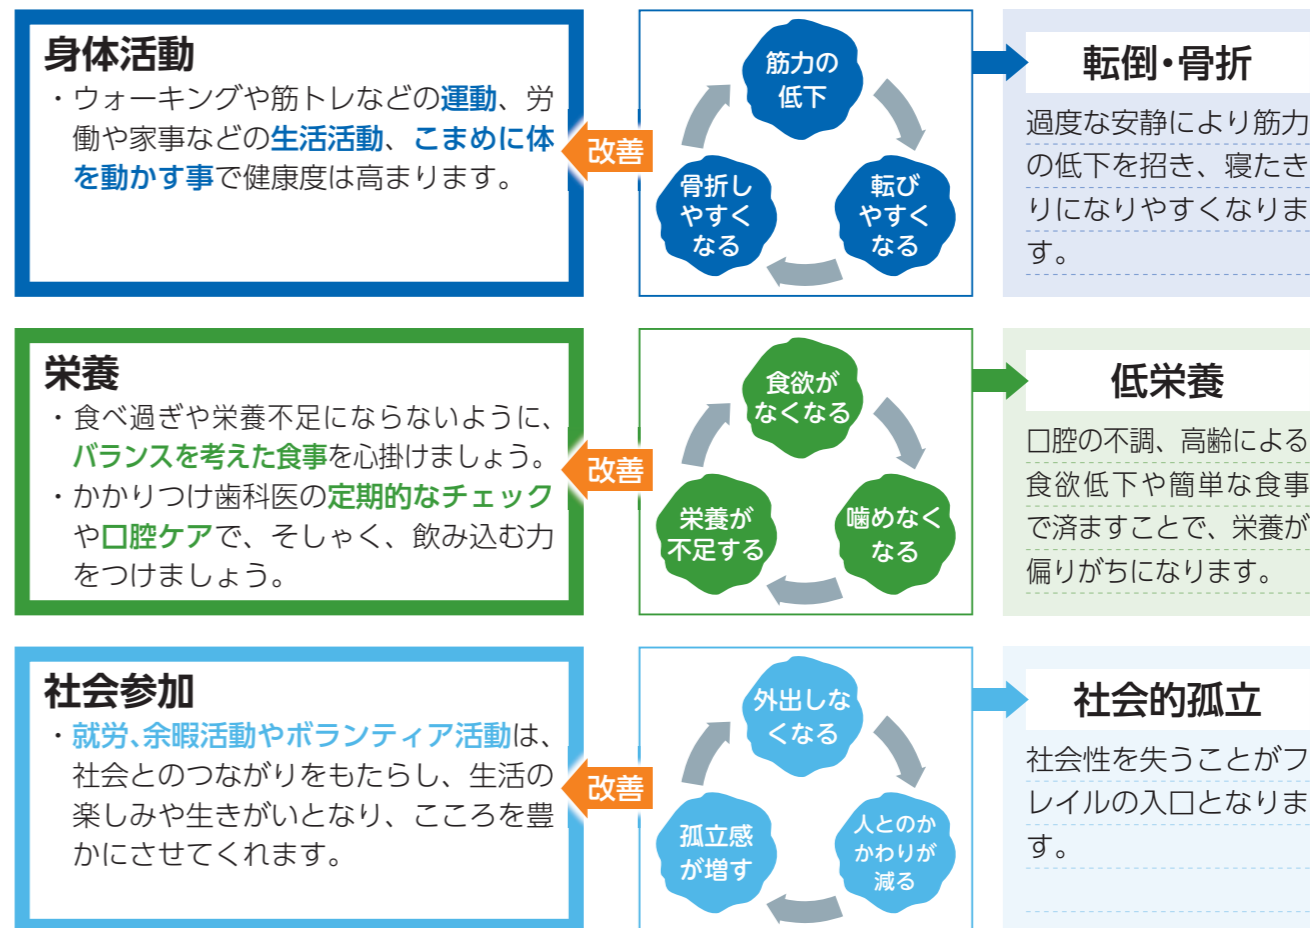 身体活動
・ウォーキングや筋トレなどの運動、労
働や家事などの生活活動、こまめに体
を動かす事で健康度は高まります。
改善
筋力の
低下
転び
やすく
なる
骨折し
やすく
なる
転倒・骨折
過度な安静により筋力
の低下を招き、寝たき
りになりやすくなりま
す。
栄養
・食べ過ぎや栄養不足にならないように、
バランスを考えた食事を心掛けましょう。
・かかりつけ歯科医の定期的なチェック
や口腔ケアで、そしゃく、飲み込む力
をつけましょう。
改善
食欲が
なくなる
噛めなく
なる
栄養が
不足する
低栄養
口腔の不調、高齢による
食欲低下や簡単な食事
で済ますことで、栄養が
偏りがちになります。
社会参加
・就労、余暇活動やボランティア活動は、
社会とのつながりをもたらし、生活の
楽しみや生きがいとなり、こころを豊
かにさせてくれます。
改善
外出しな
くなる
人とのか
かわりが
減る
孤立感
が増す
社会的孤立
社会性を失うことがフ
レイルの入口となりま
す。